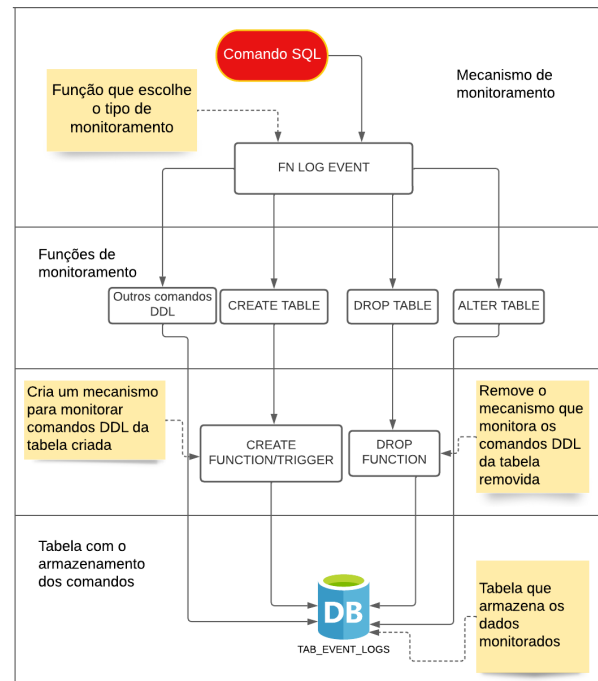 Comando SQL
Mecanismo de
monitoramento
Função que escolhe
o tipo de
monitoramento
FN LOG EVENT
Funções de
monitoramento
Outros comandos
DDL
CREATE TABLE
DROP TABLE
ALTER TABLE
Cria um mecanismo
para monitorar
comandos DDL da
tabela criada
CREATE
FUNCTION/TRIGGER
DROP
FUNCTION
Remove o
mecanismo que
monitora os
comandos DDL
da tabela
removida
Tabela com o
armazenamento
dos comandos
DB
TAB_EVENT_LOGS
Tabela que
armazena os
dados
monitorados